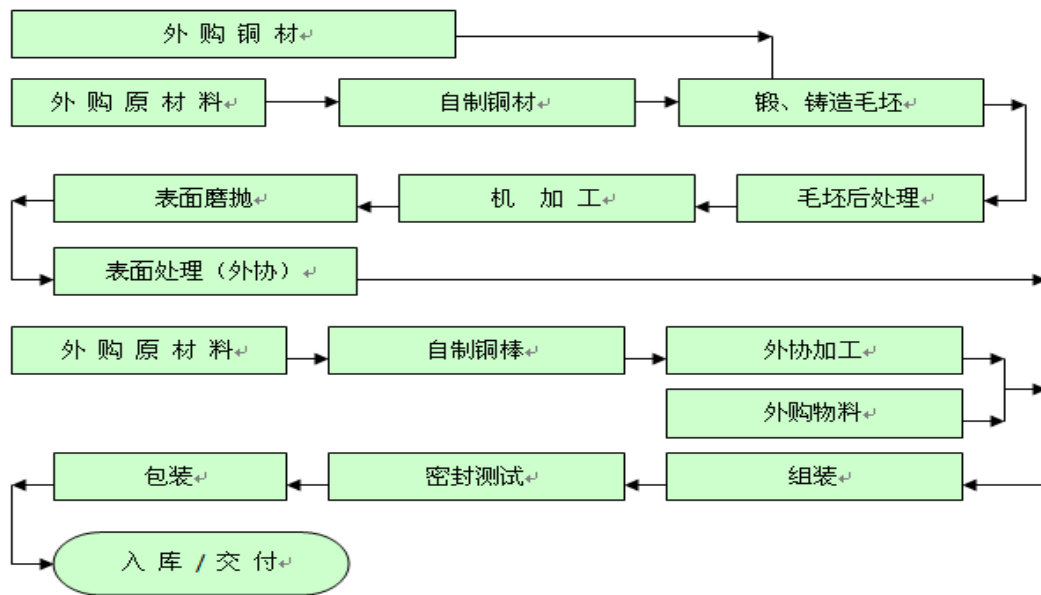 外 购 铜 材↵
外 购 原 材 料↵
自制铜材↵
锻、铸造毛坯↵
表面磨抛↵
机 加 工↵
毛坯后处理↵
表面处理（外协）↵
外 购 原 材 料↵
自制铜棒↵
外协加工↵
外购物料↵
包装↵
密封测试↵
组装↵
入 库 / 交 付↵